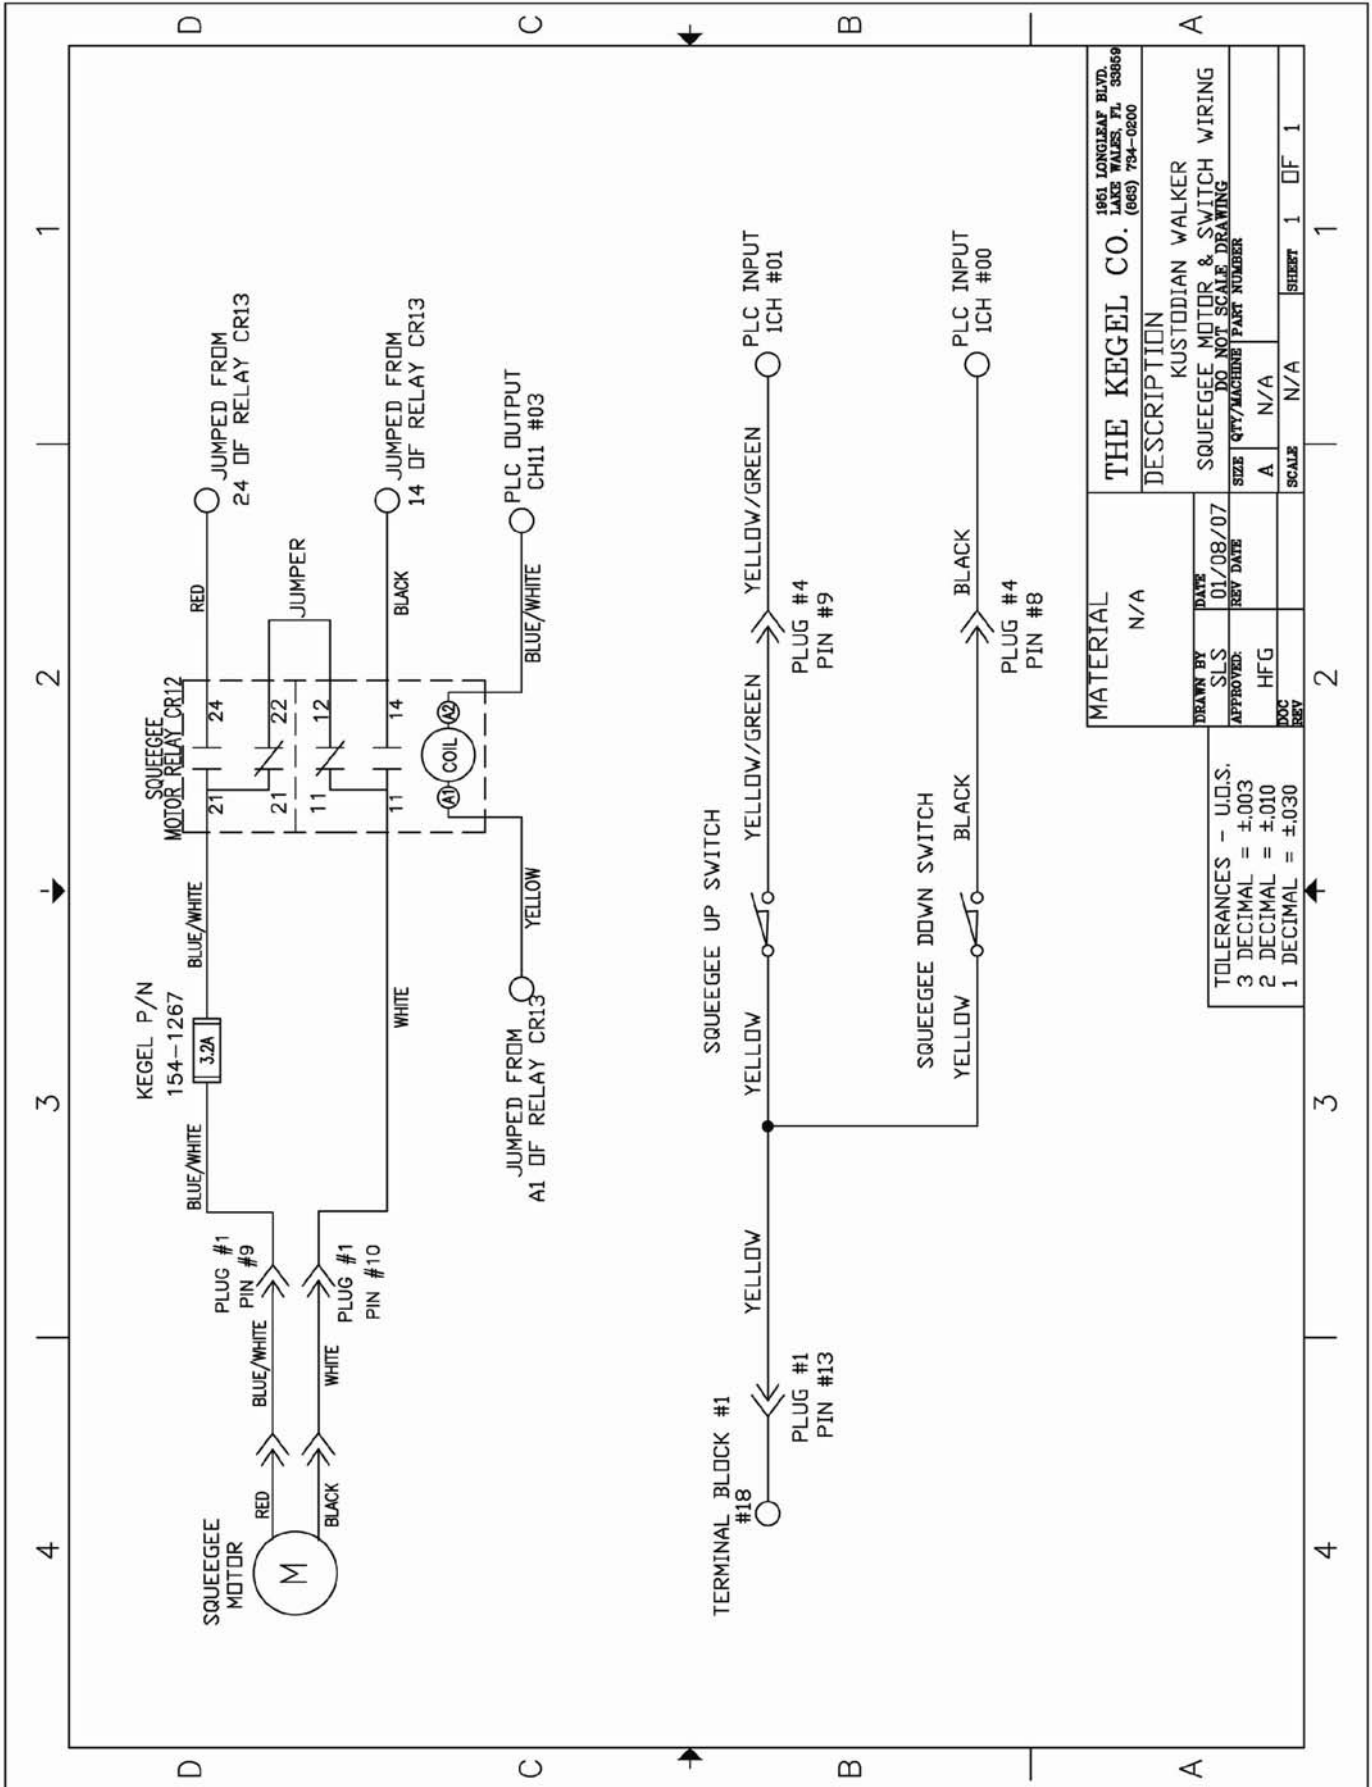 4
3
2
1
D
C
B
A
SQUEEGEE
MOTOR
M
RED
BLACK
BLUE/WHITE
WHITE
PLUG #1
PIN #9
PLUG #1
PIN #10
BLUE/WHITE
KEGEL P/N
154-1267
3.2A
BLUE/WHITE
WHITE
SQUEEGEE
MOTOR RELAY CR12
21
24
21
22
11
12
11
14
A1
COIL
A2
RED
JUMPER
BLACK
JUMPED FROM
24 OF RELAY CR13
JUMPED FROM
14 OF RELAY CR13
JUMPED FROM
A1 OF RELAY CR13
YELLOW
BLUE/WHITE
PLC OUTPUT
CH11 #03
TERMINAL BLOCK #1
#18
PLUG #1
PIN #13
YELLOW
SQUEEGEE UP SWITCH
YELLOW
YELLOW/GREEN
PLUG #4
PIN #9
YELLOW/GREEN
PLC INPUT
1CH #01
SQUEEGEE DOWN SWITCH
YELLOW
BLACK
PLUG #4
PIN #8
BLACK
PLC INPUT
1CH #00
TOLERANCES - U.O.S.
3 DECIMAL = ±.003
2 DECIMAL = ±.010
1 DECIMAL = ±.030
MATERIAL
N/A
DRAWN BY
SLS
DATE
01/08/07
APPROVED:
HFG
REV DATE
DOC
REV
THE KEGEL CO.
1951 LONGLEAF BLVD.
LAKE WALES, FL 33859
(863) 734-0200
DESCRIPTION
KUSTODIAN WALKER
SQUEEGEE MOTOR & SWITCH WIRING
DO NOT SCALE DRAWING
SIZE
A
QTY/MACHINE
N/A
PART NUMBER
SCALE N/A
SHEET 1 OF 1
4
3
2
1
D
C
B
A